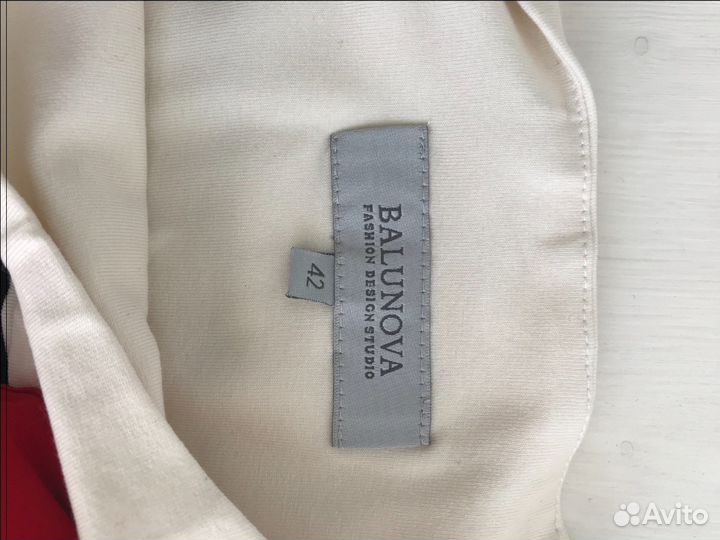 BALUNOVA
FASHION DESIGN STUDIO
42
Avito